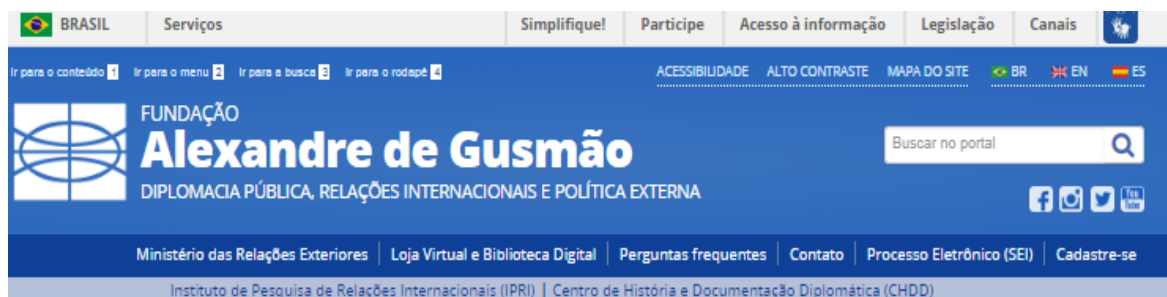 BRASIL Serviços Simplifique! Participe Acesso à informação Legislação Canais
Ir para o conteúdo 1 Ir para o menu 2 Ir para a busca 3 Ir para o rodapé 4 ACESSIBILIDADE ALTO CONTRASTE MAPA DO SITE BR EN ES
FUNDAÇÃO
Alexandre de Gusmão
Buscar no portal
DIPLOMACIA PÚBLICA, RELAÇÕES INTERNACIONAIS E POLÍTICA EXTERNA
You Tube
Ministério das Relações Exteriores Loja Virtual e Biblioteca Digital Perguntas frequentes Contato Processo Eletrônico (SEI) Cadastre-se
Instituto de Pesquisa de Relações Internacionais (IPRI) | Centro de História e Documentação Diplomática (CHDD)